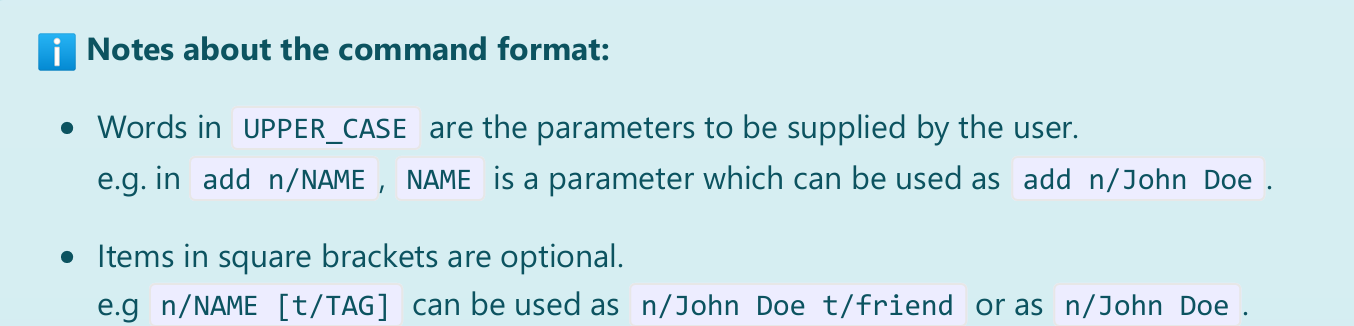 ℹ️ Notes about the command format:
• Words in UPPER_CASE are the parameters to be supplied by the user.
e.g. in add n/NAME, NAME is a parameter which can be used as add n/John Doe.
• Items in square brackets are optional.
e.g n/NAME [t/TAG] can be used as n/John Doe t/friend or as n/John Doe.